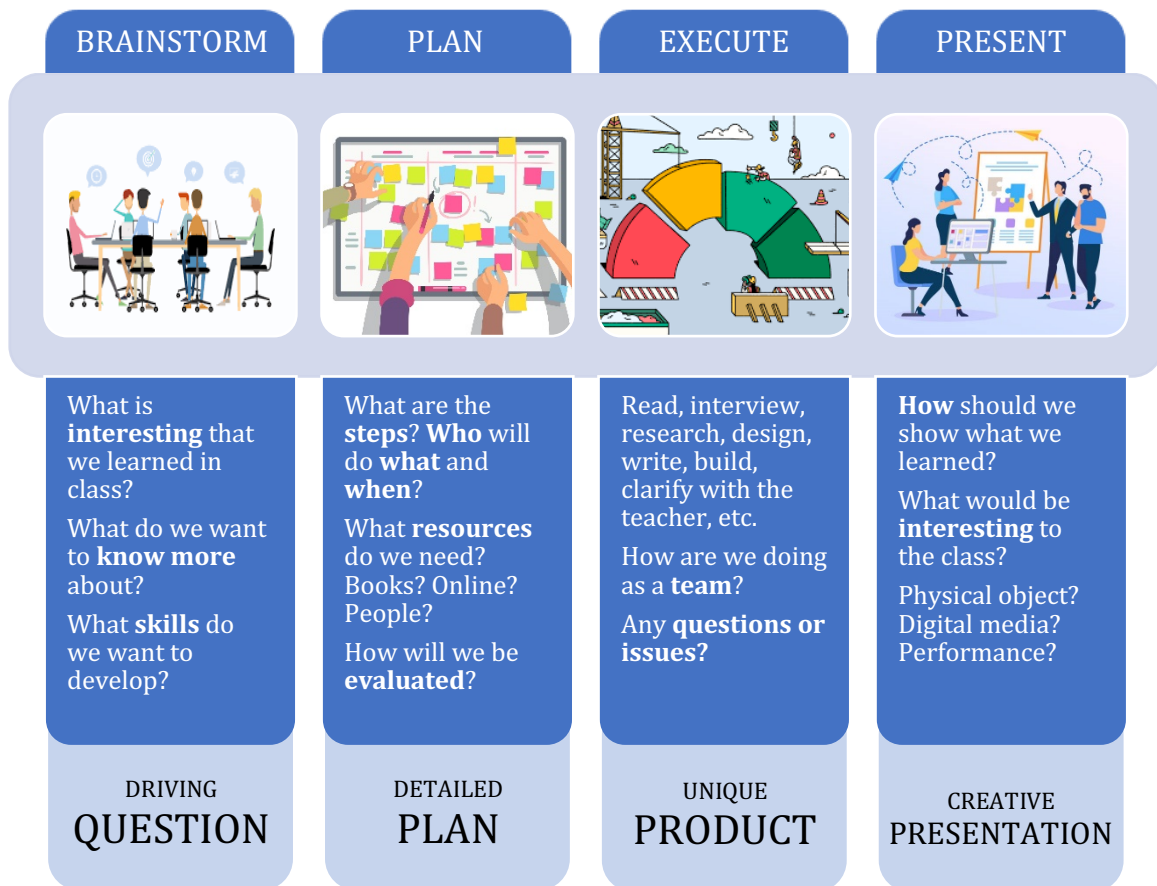 BRAINSTORM
PLAN
EXECUTE
PRESENT
What is
interesting that
we learned in
class?
What do we want
to know more
about?
What skills do
we want to
develop?
What are the
steps? Who will
do what and
when?
What resources
do we need?
Books? Online?
People?
How will we be
evaluated?
Read, interview,
research, design,
write, build,
clarify with the
teacher, etc.
How are we doing
as a team?
Any questions or
issues?
How should we
show what we
learned?
What would be
interesting to
the class?
Physical object?
Digital media?
Performance?
DRIVING
QUESTION
DETAILED
PLAN
UNIQUE
PRODUCT
CREATIVE
PRESENTATION